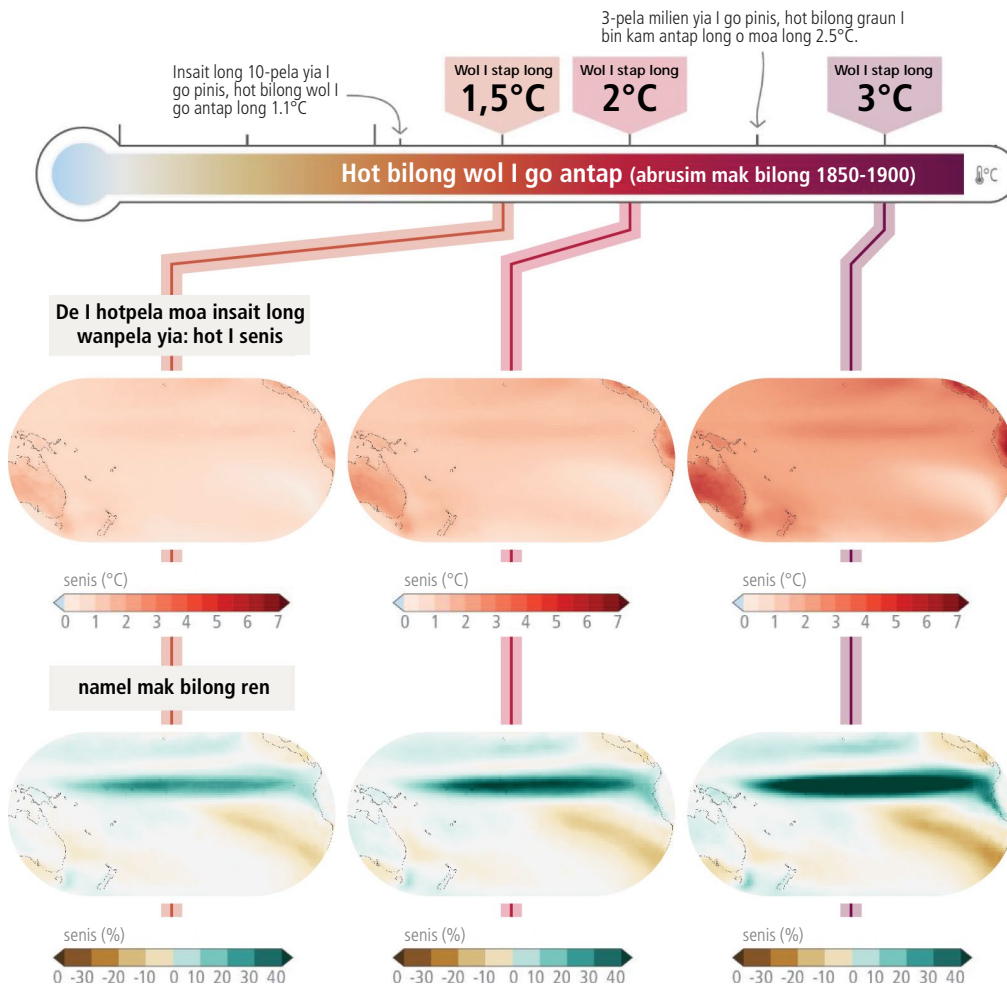 3-pela milien yia I go pinis, hot bilong graun I
bin kam antap long o moa long 2.5°C.
Insait long 10-pela yia I
go pinis, hot bilong wol I
go antap long 1.1°C
Wol I stap long
1,5°C
Wol I stap long
2°C
Wol I stap long
3°C
Hot bilong wol I go antap (abrusim mak bilong 1850-1900)
°C
De I hotpela moa insait long
wanpela yia: hot I senis
senis (°C)
0 1 2 3 4 5 6 7
senis (°C)
0 1 2 3 4 5 6 7
senis (°C)
0 1 2 3 4 5 6 7
namel mak bilong ren
senis (%)
0 -30 -20 -10 0 10 20 30 40
senis (%)
0 -30 -20 -10 0 10 20 30 40
senis (%)
0 -30 -20 -10 0 10 20 30 40